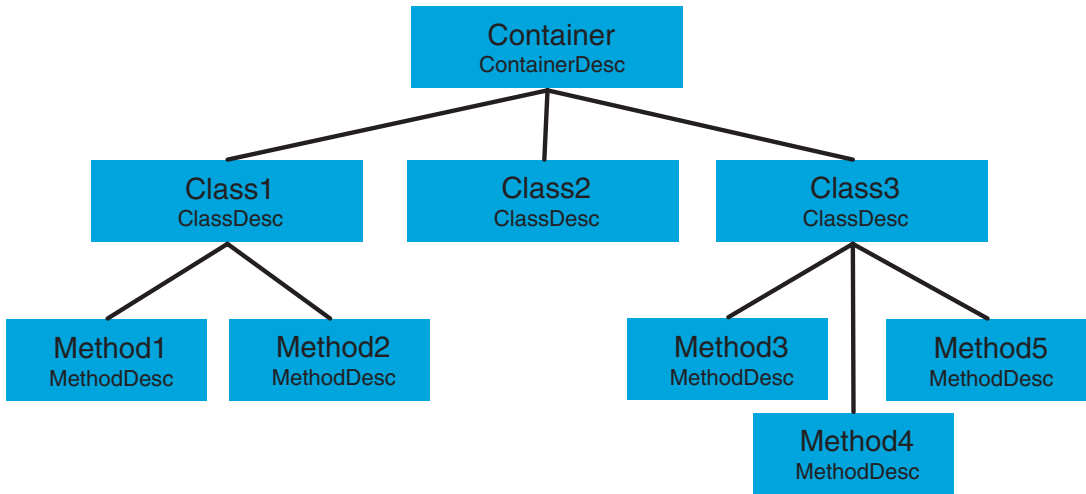 Container
ContainerDesc
Class1
ClassDesc
Class2
ClassDesc
Class3
ClassDesc
Method1
MethodDesc
Method2
MethodDesc
Method3
MethodDesc
Method5
MethodDesc
Method4
MethodDesc